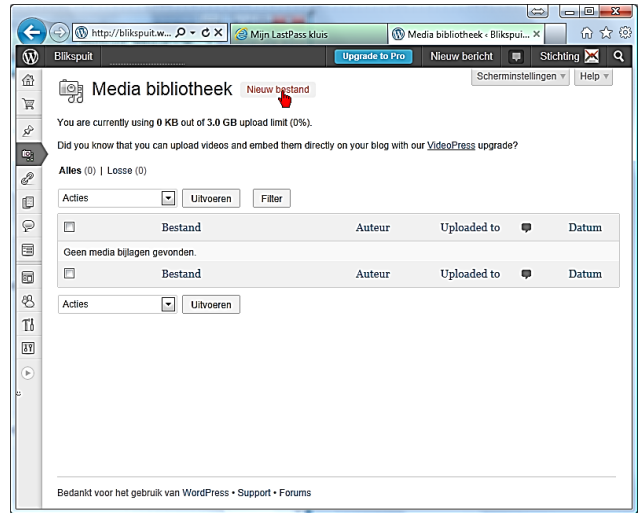 http://blikspuit.w...
Mijn LastPass kluis
Media bibliotheek ‹ Blikspui...
Blikspuit
Upgrade to Pro
Nieuw bericht
Stichting
Scherminstellingen
Help
Media bibliotheek
Nieuw bestand
You are currently using 0 KB out of 3.0 GB upload limit (0%).
Did you know that you can upload videos and embed them directly on your blog with our VideoPress upgrade?
Alles (0) | Losse (0)
Acties Uitvoeren Filter
Bestand Auteur Uploaded to Datum
Geen media bijlagen gevonden.
Bestand Auteur Uploaded to Datum
Acties Uitvoeren
Bedankt voor het gebruik van WordPress • Support • Forums